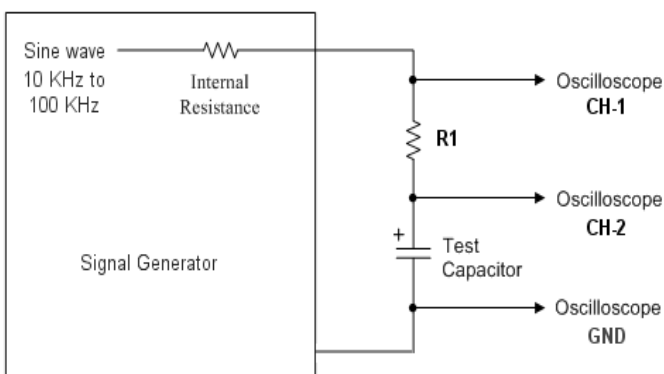 Sine wave
10 KHz to
100 KHz
Internal
Resistance
Signal Generator
Oscilloscope
CH-1
R1
Oscilloscope
CH-2
+
Test
Capacitor
Oscilloscope
GND